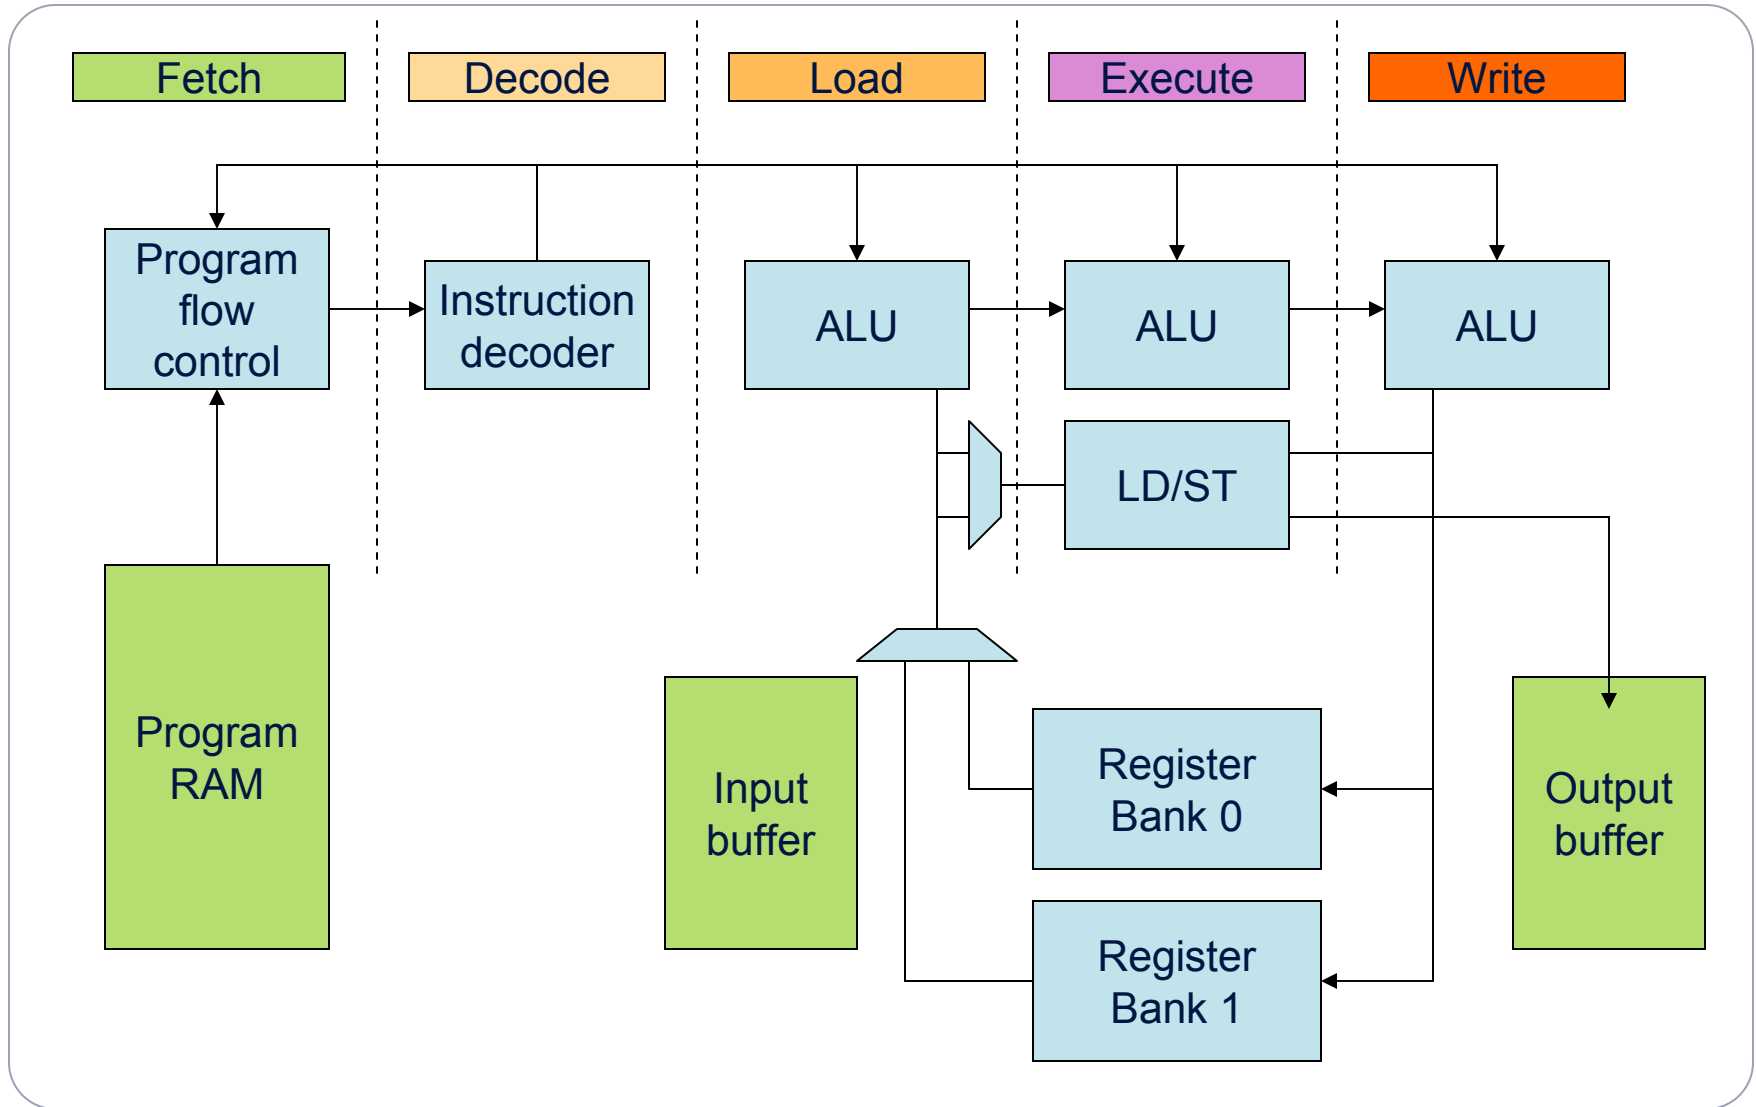 Fetch
Decode
Load
Execute
Write
Program
flow
control
Instruction
decoder
ALU
ALU
ALU
LD/ST
Program
RAM
Input
buffer
Register
Bank 0
Output
buffer
Register
Bank 1